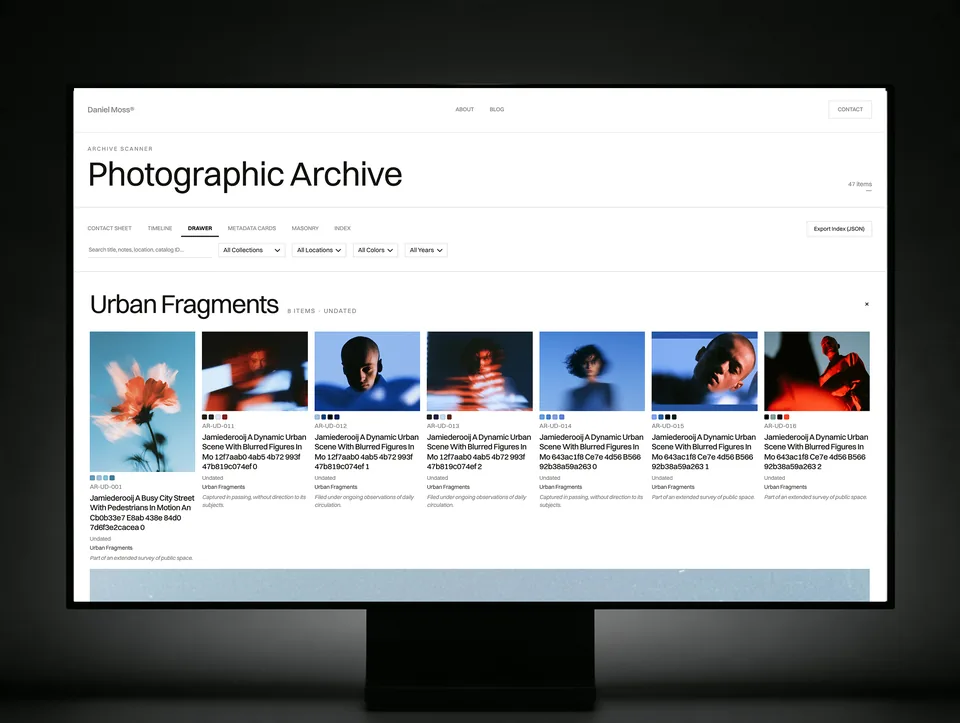 Daniel Moss®
ABOUT
BLOG
CONTACT
ARCHIVE SCANNER
Photographic Archive
47 items
CONTACT SHEET
TIMELINE
DRAWER
METADATA CARDS
MASONRY
INDEX
Export Index (JSON)
Search title, notes, location, catalog ID...
All Collections
All Locations
All Colors
All Years
Urban Fragments
8 ITEMS · UNDATED
×
AR-UD-001
Jamiederooij A Busy City Street
With Pedestrians In Motion An
Cb0b33e7 E8ab 438e 84d0
7d6f3e2cacea 0
Undated
Urban Fragments
Part of an extended survey of public space.
AR-UD-011
Jamiederooij A Dynamic Urban
Scene With Blurred Figures In
Mo 12f7aab0 4ab5 4b72 993f
47b819c074ef 0
Undated
Urban Fragments
Captured in passing, without direction to its
subjects.
AR-UD-012
Jamiederooij A Dynamic Urban
Scene With Blurred Figures In
Mo 12f7aab0 4ab5 4b72 993f
47b819c074ef 1
Undated
Urban Fragments
Filed under ongoing observations of daily
circulation.
AR-UD-013
Jamiederooij A Dynamic Urban
Scene With Blurred Figures In
Mo 12f7aab0 4ab5 4b72 993f
47b819c074ef 2
Undated
Urban Fragments
Filed under ongoing observations of daily
circulation.
AR-UD-014
Jamiederooij A Dynamic Urban
Scene With Blurred Figures In
Mo 643ac1f8 Ce7e 4d56 B566
92b38a59a263 0
Undated
Urban Fragments
Captured in passing, without direction to its
subjects.
AR-UD-015
Jamiederooij A Dynamic Urban
Scene With Blurred Figures In
Mo 643ac1f8 Ce7e 4d56 B566
92b38a59a263 1
Undated
Urban Fragments
Part of an extended survey of public space.
AR-UD-016
Jamiederooij A Dynamic Urban
Scene With Blurred Figures In
Mo 643ac1f8 Ce7e 4d56 B566
92b38a59a263 2
Undated
Urban Fragments
Part of an extended survey of public space.